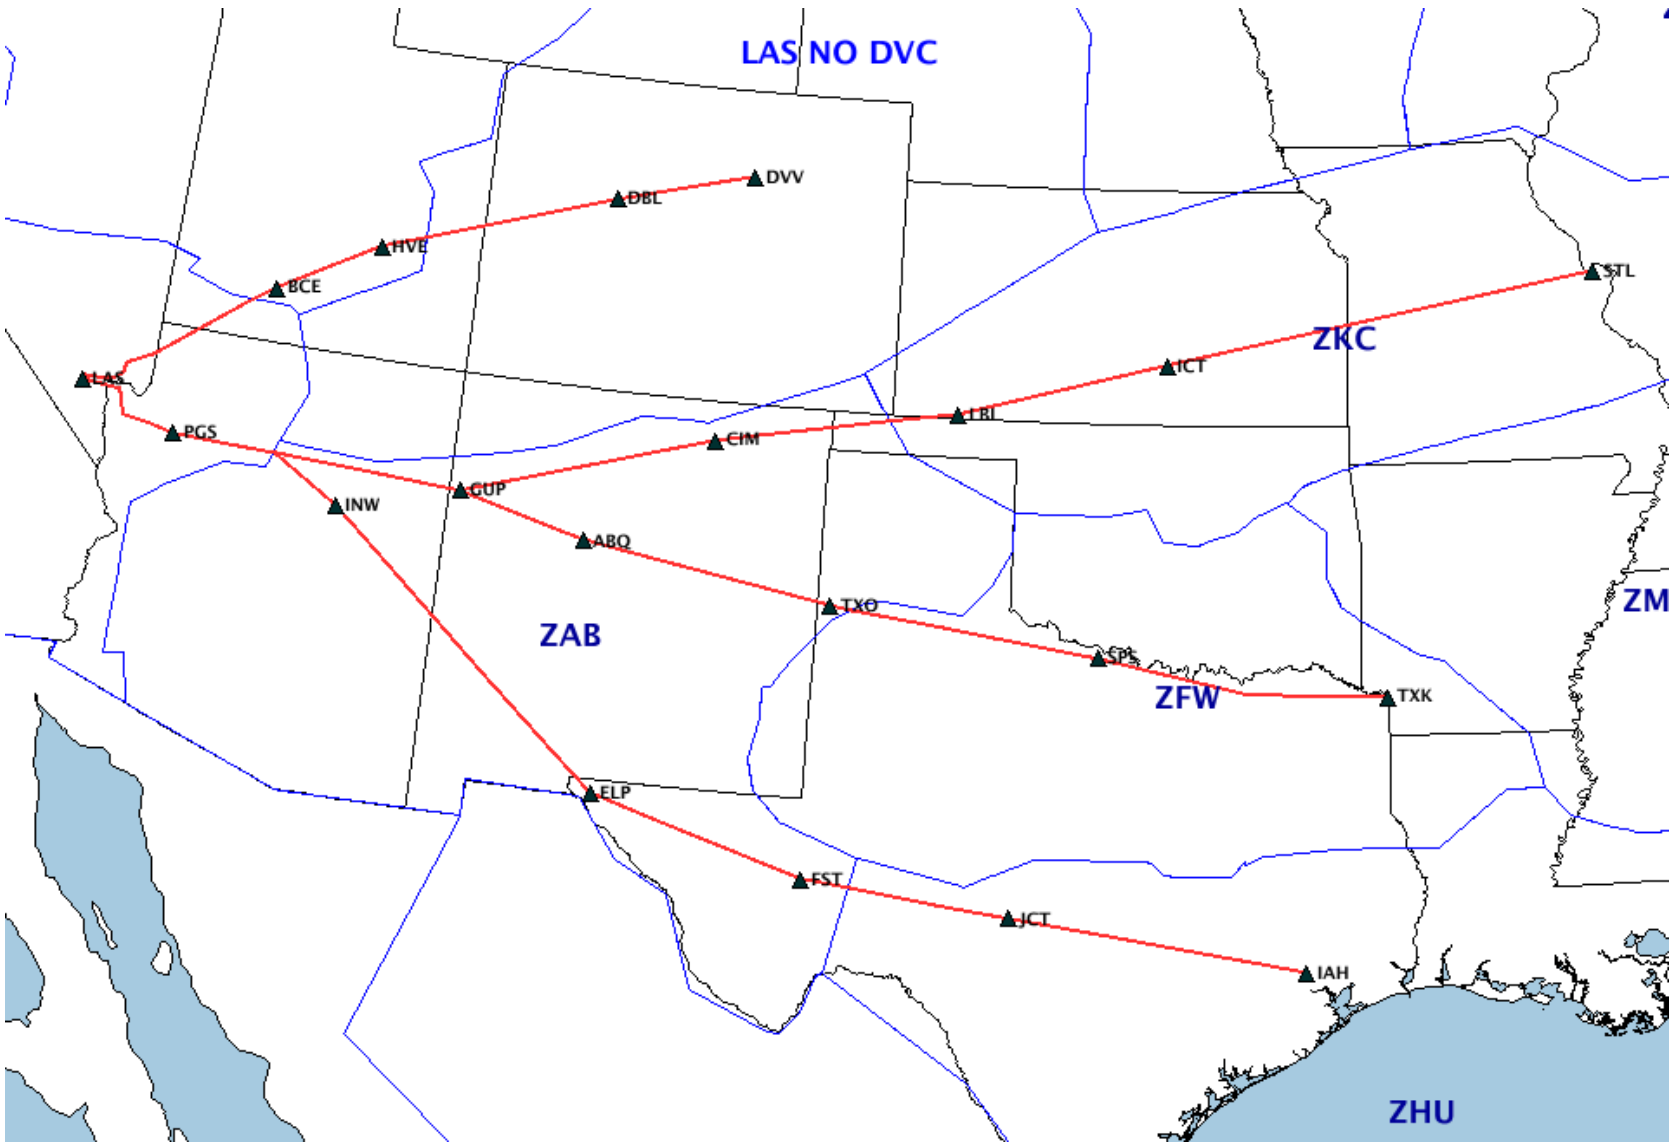 LAS NO DVC
DVV
DBL
HVE
STL
BCE
ZKC
ICT
LAS
LBL
PGS
CIM
GUP
INW
ABQ
ZM
TXO
ZAB
SPS
ZFW
TXK
ELP
FST
JCT
IAH
ZHU